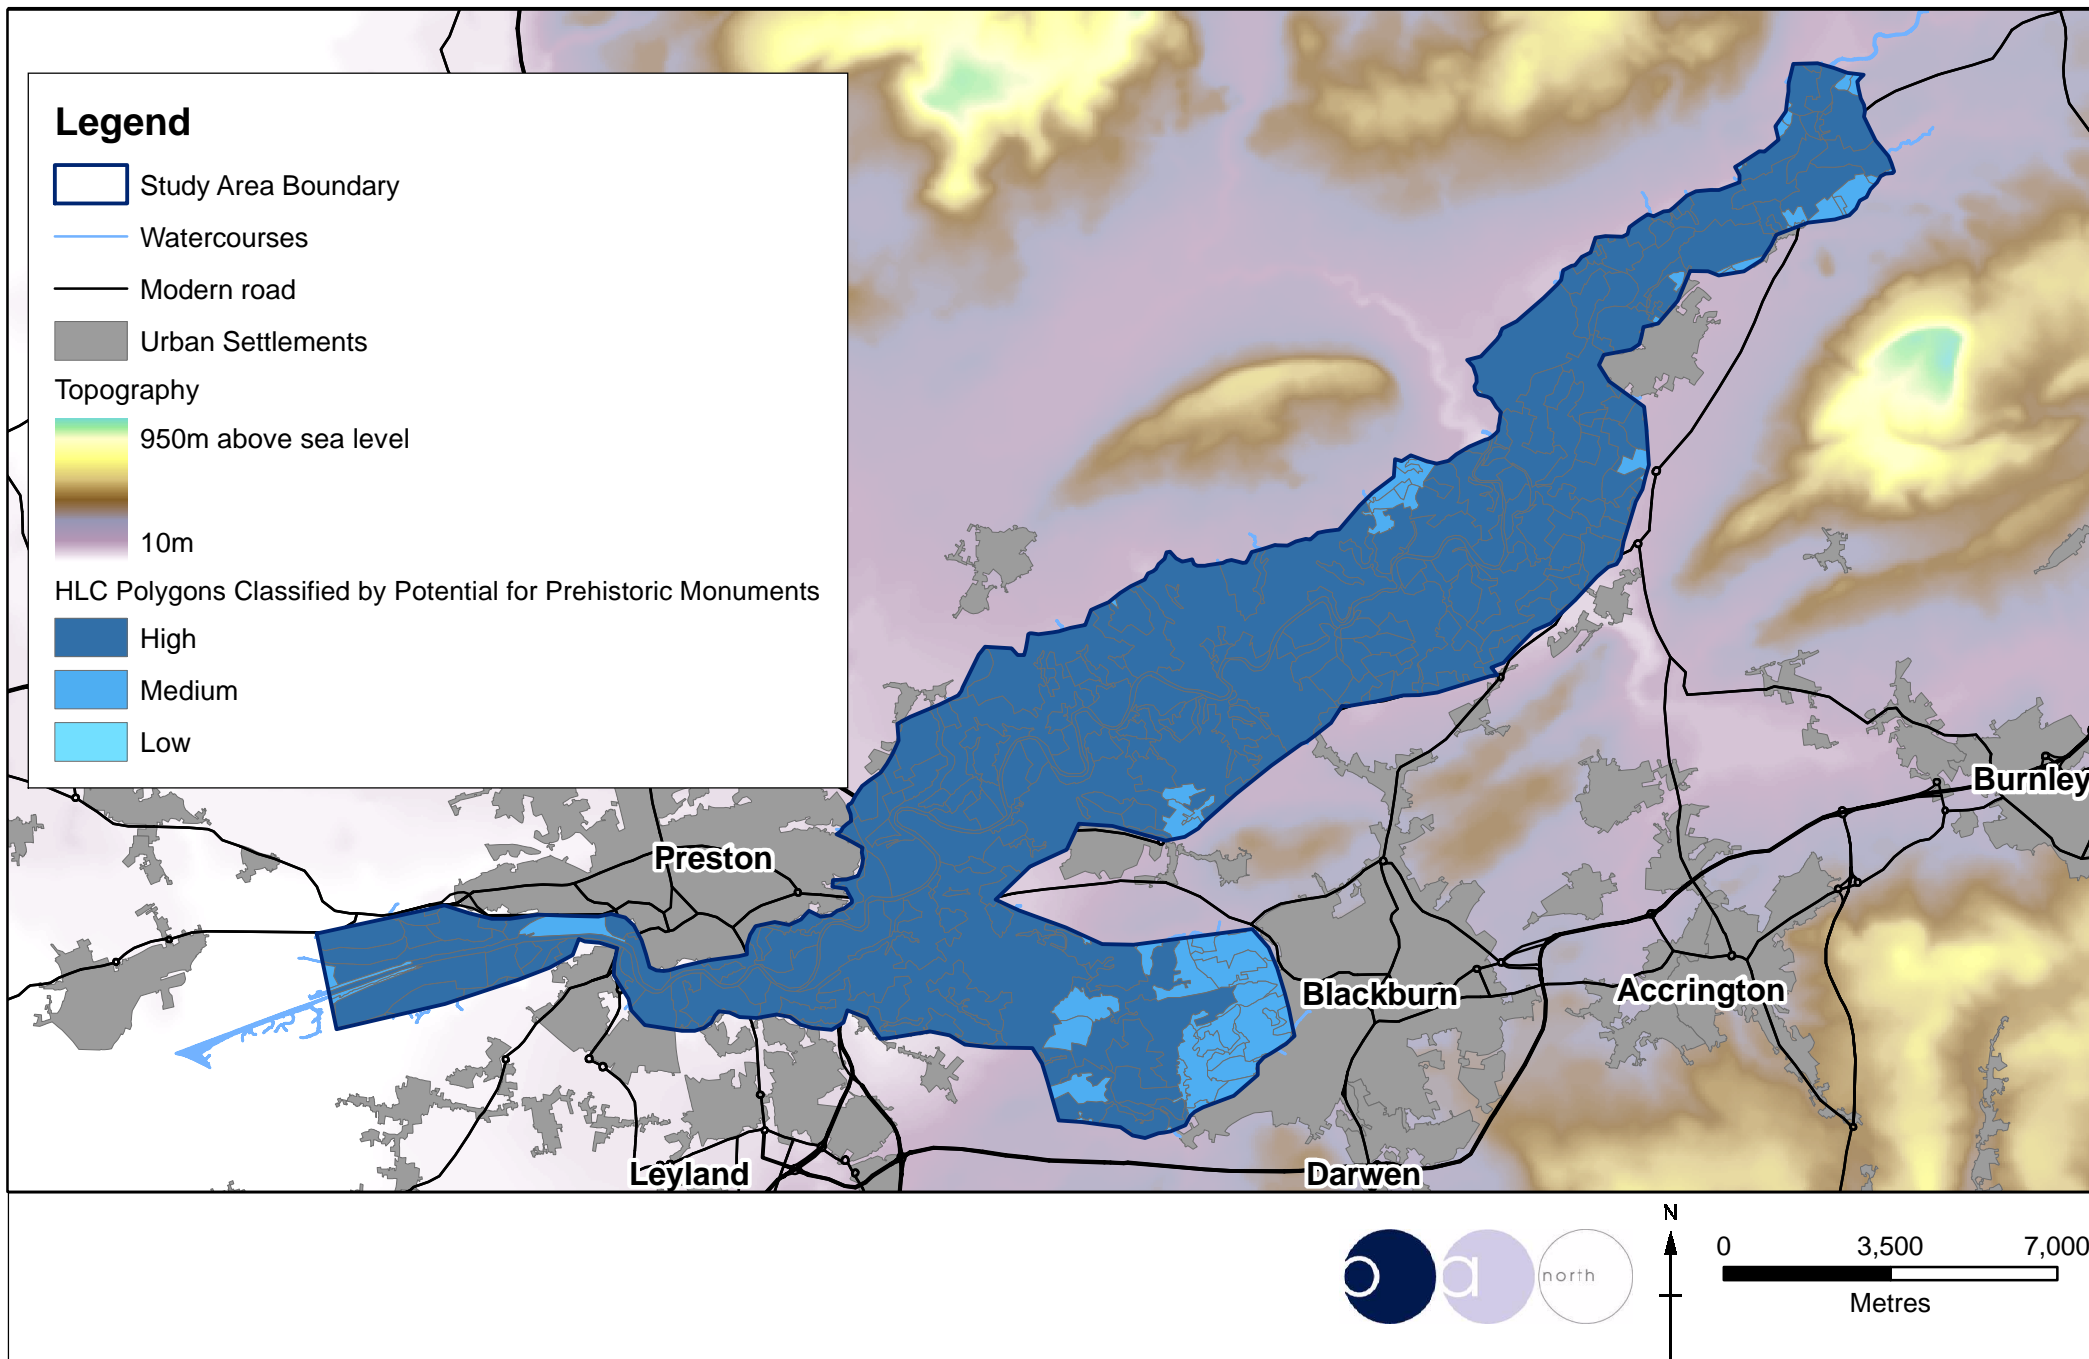 Legend
Study Area Boundary
Watercourses
Modern road
Urban Settlements
Topography
950m above sea level
10m
HLC Polygons Classified by Potential for Prehistoric Monuments
High
Medium
Low
Burnley
Preston
Blackburn
Accrington
Leyland
Darwen
oa north
N
0 3,500 7,000
Metres